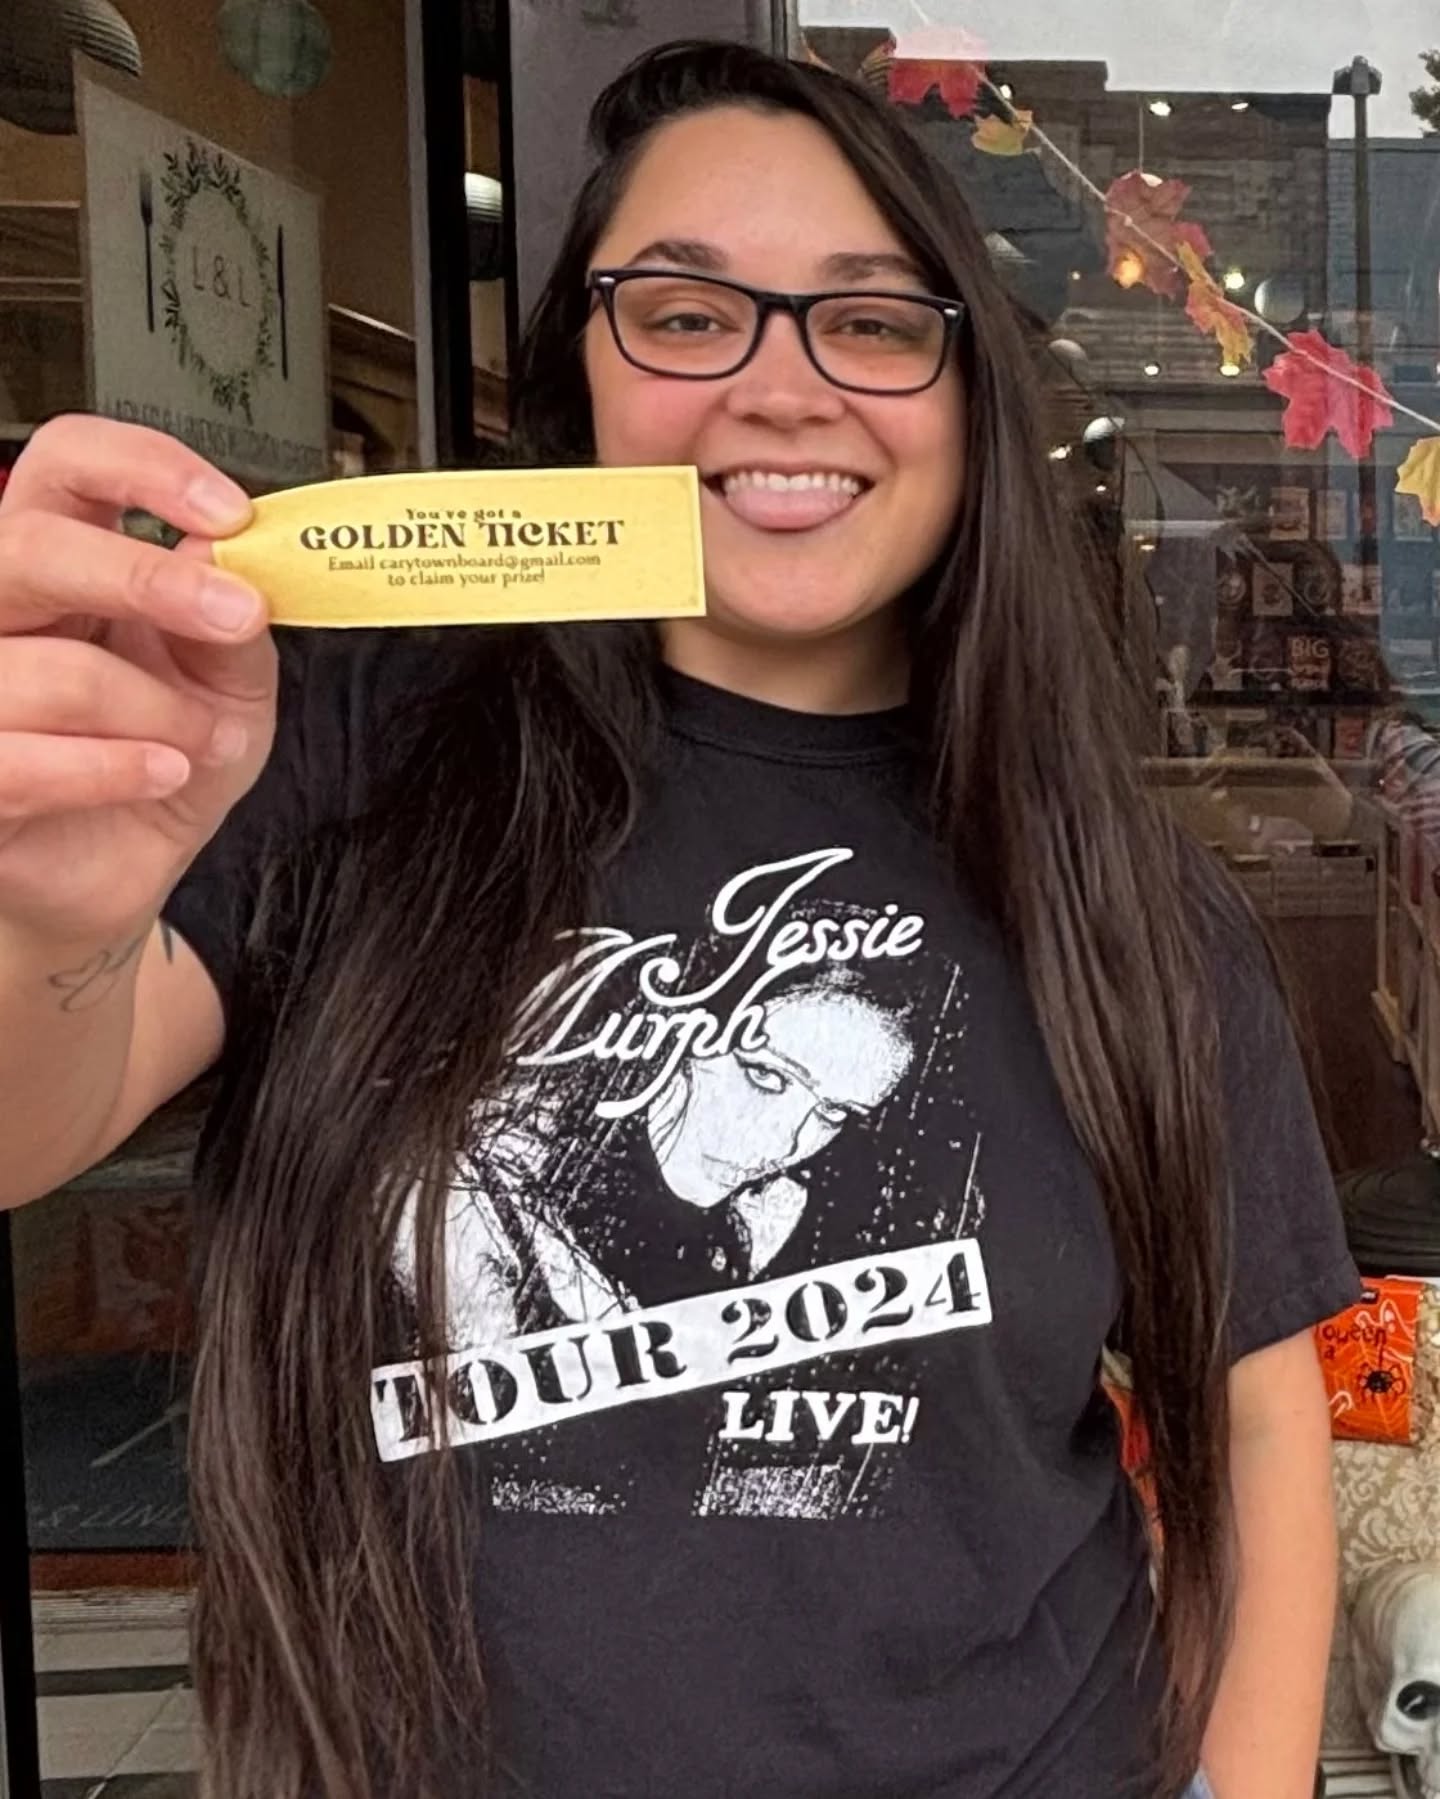 L & L
You've got a
GOLDEN TICKET
Email carytownboard@gmail.com
to claim your prize!
BIG
Jessie
Murph
TOUR 2024
LIVE!
Queen
a